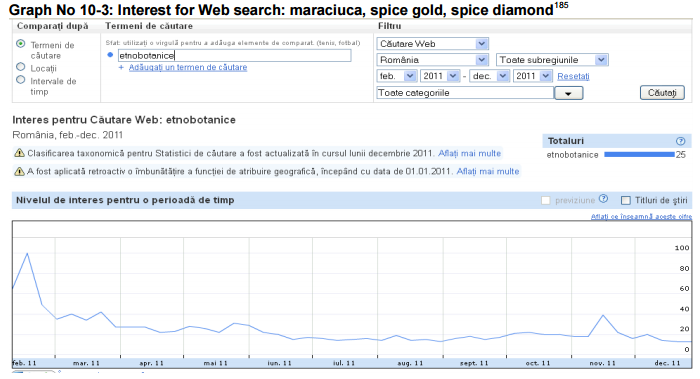 Graph No 10-3: Interest for Web search: maraciuca, spice gold, spice diamond185
Comparați după
Termeni de căutare
Filtru
Termeni de
căutare
Locații
Intervale de
timp
Sfat: utilizați o virgulă pentru a adăuga elemente de comparat. (tenis, fotbal)
etnobotanice
+ Adăugați un termen de căutare
Căutare Web
România
Toate subregiunile
feb. 2011 - dec. 2011 Resetați
Toate categoriile
Căutați
Interes pentru Căutare Web: etnobotanice
România, feb.-dec. 2011
Clasificarea taxonomică pentru Statistici de căutare a fost actualizată în cursul lunii decembrie 2011. Aflați mai multe
A fost aplicată retroactiv o îmbunătățire a funcției de atribuire geografică, începând cu data de 01.01.2011. Aflați mai multe
Totaluri
etnobotanice 25
Nivelul de interes pentru o perioadă de timp
previziune
Titluri de știri
Aflați ce înseamnă aceste cifre
100
80
60
40
20
0
feb. 11 mar. 11 apr. 11 mai 11 iun. 11 iul. 11 aug. 11 sept. 11 oct. 11 nov. 11 dec. 11